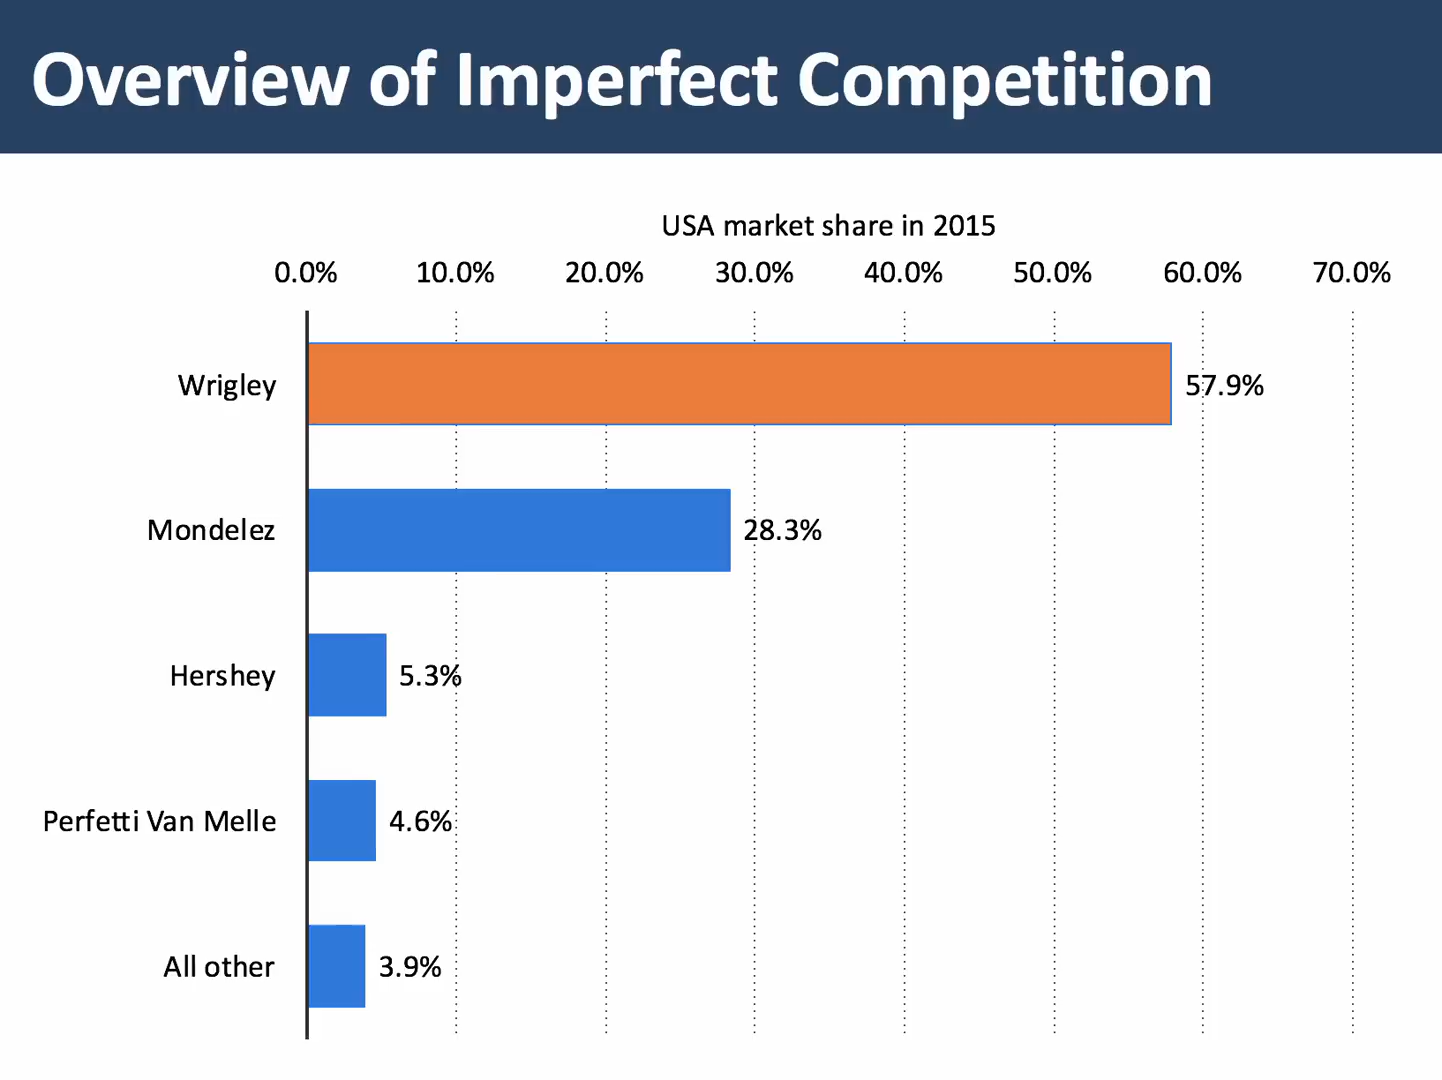 Overview of Imperfect Competition
USA market share in 2015
0.0% 10.0% 20.0% 30.0% 40.0% 50.0% 60.0% 70.0%
Wrigley 57.9%
Mondelez 28.3%
Hershey 5.3%
Perfetti Van Melle 4.6%
All other 3.9%